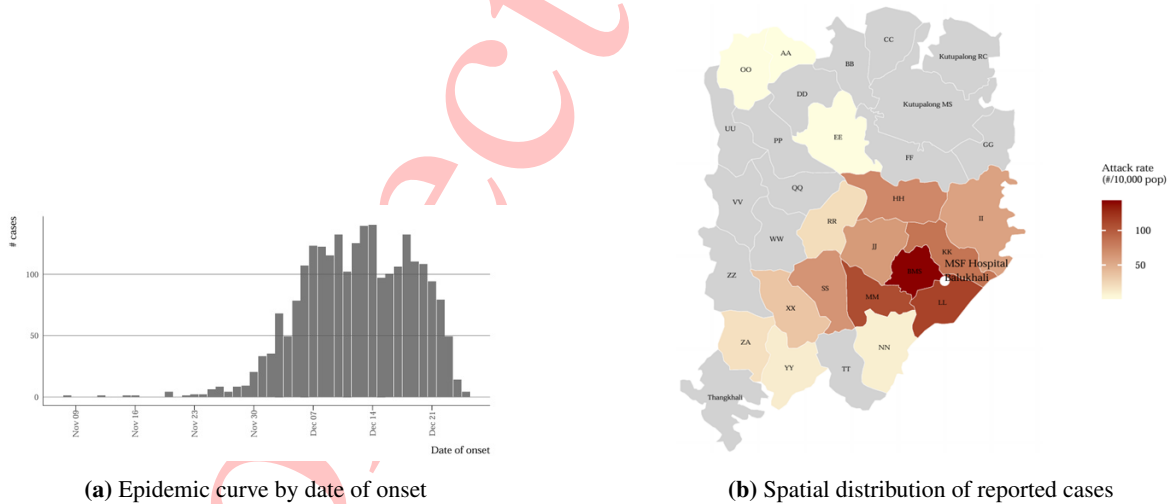 ect
CC
AA
Kutupalong RC
BB
OO
DD
Kutupalong MS
UU
EE
PP
GG
FF
Attack rate
(#/10,000 pop)
QQ
HH
VV
RR
II
WW
JJ
KK
100
MSF Hospital
BMS
Balukhali
50
ZZ
SS
MM
LL
XX
ZA
NN
YY
TT
Thangkhali
# cases
100
50
0
Nov 09
Nov 16
Nov 23
Nov 30
Dec 07
Dec 14
Dec 21
Date of onset
(a) Epidemic curve by date of onset
(b) Spatial distribution of reported cases